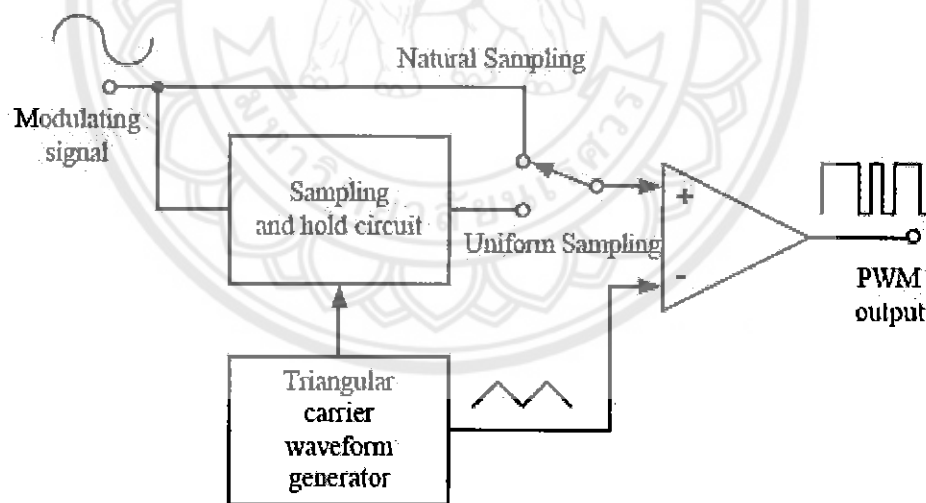 Natural Sampling
Modulating
signal
Sampling
and hold circuit
Uniform Sampling
+
-
PWM
output
Triangular
carrier
waveform
generator